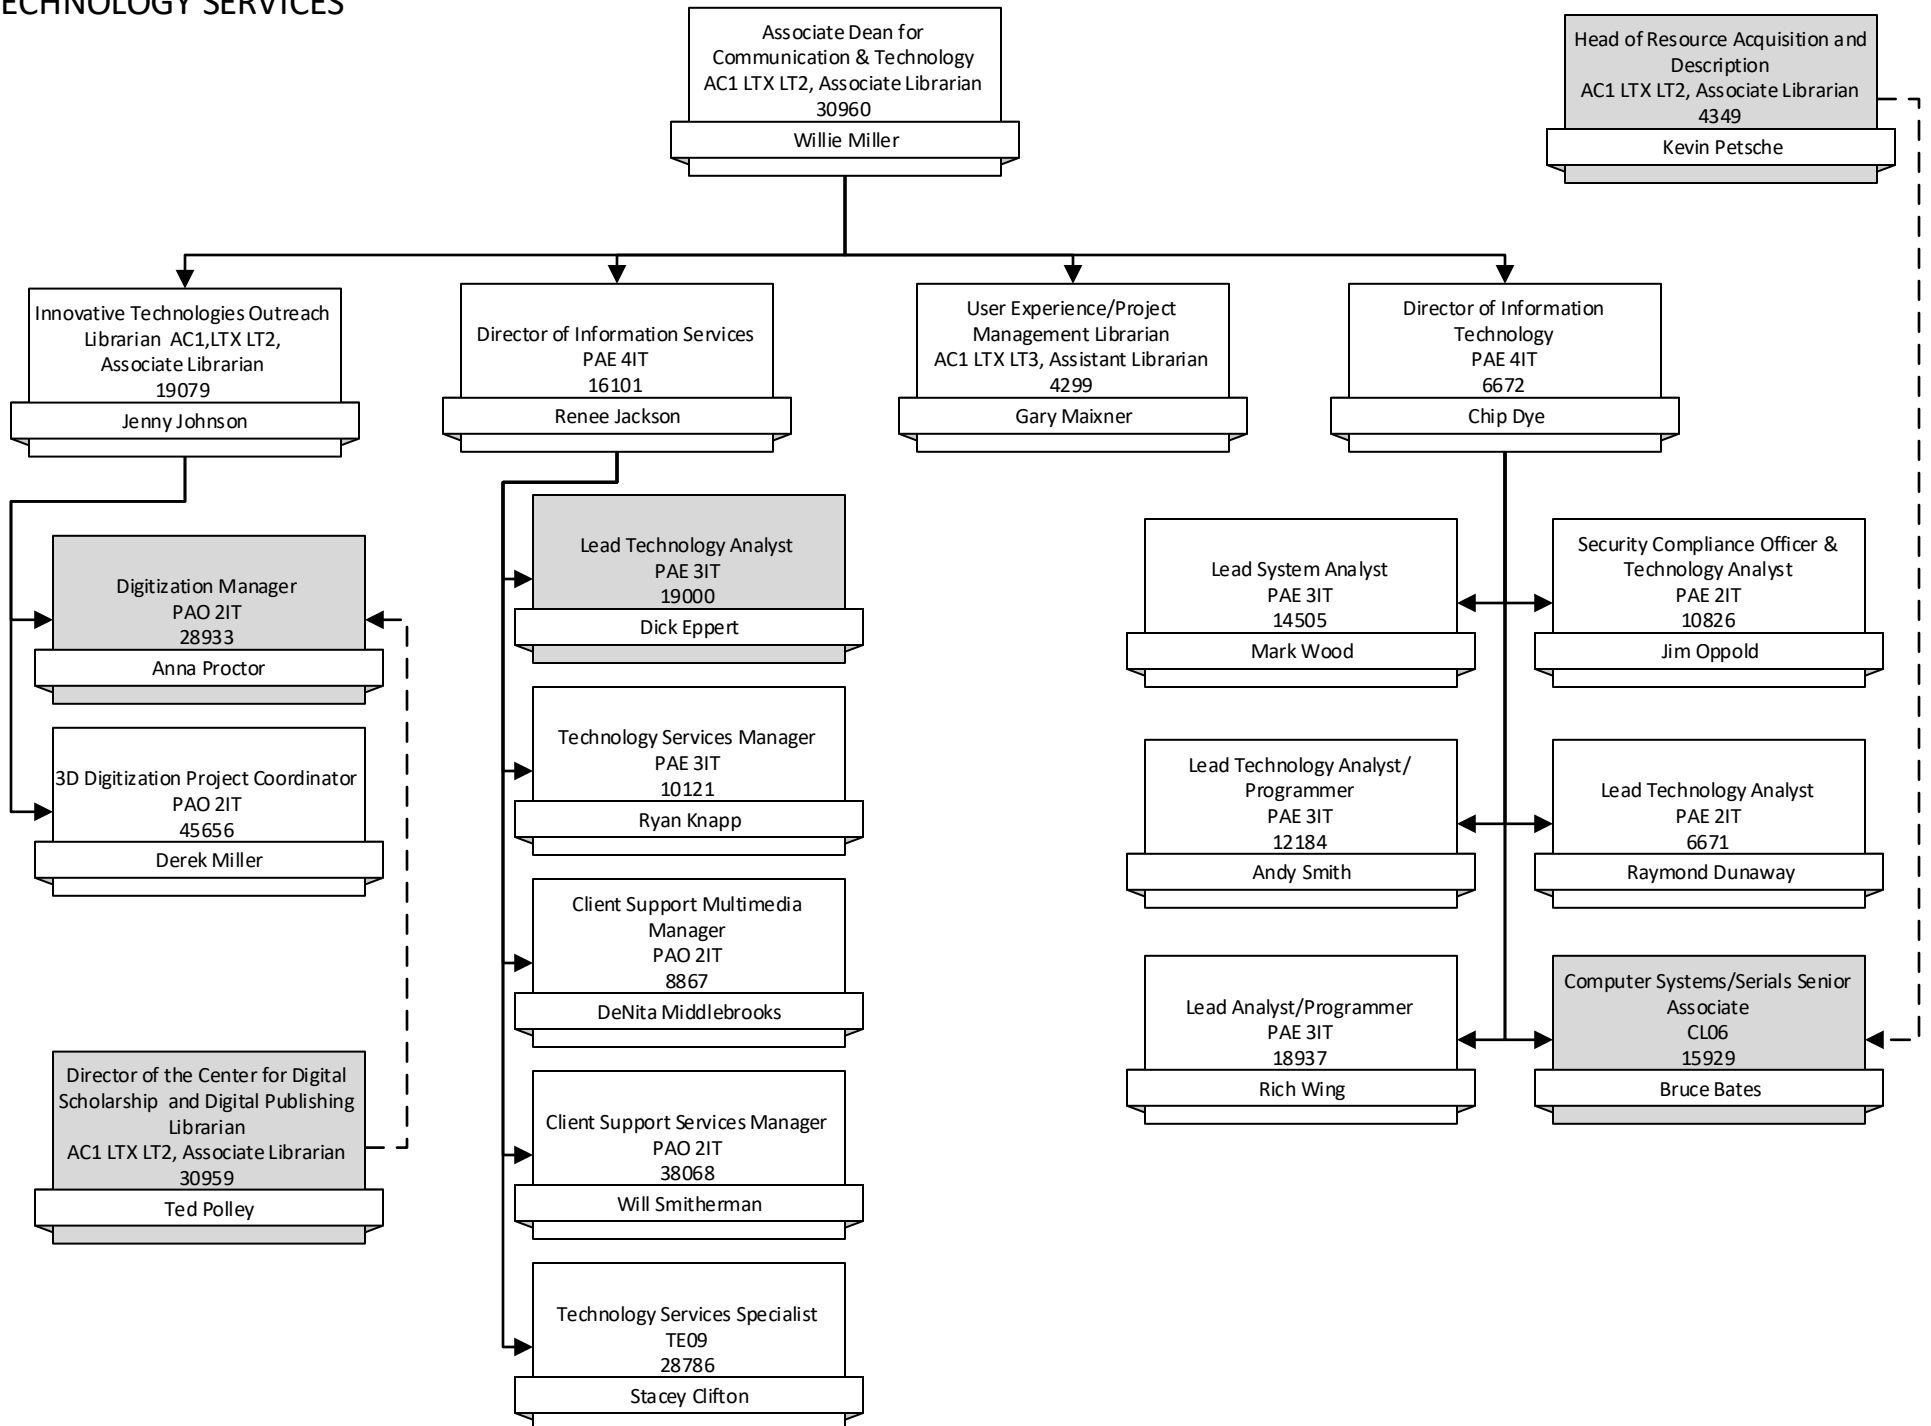 ECHNOLOGY SERVICES
Associate Dean for
Communication & Technology
AC1 LTX LT2, Associate Librarian
30960
Willie Miller
Head of Resource Acquisition and
Description
AC1 LTX LT2, Associate Librarian
4349
Kevin Petsche
Innovative Technologies Outreach
Librarian AC1,LTX LT2,
Associate Librarian
19079
Jenny Johnson
Director of Information Services
PAE 4IT
16101
Renee Jackson
User Experience/Project
Management Librarian
AC1 LTX LT3, Assistant Librarian
4299
Gary Maixner
Director of Information
Technology
PAE 4IT
6672
Chip Dye
Digitization Manager
PAO 2IT
28933
Anna Proctor
3D Digitization Project Coordinator
PAO 2IT
45656
Derek Miller
Director of the Center for Digital
Scholarship and Digital Publishing
Librarian
AC1 LTX LT2, Associate Librarian
30959
Ted Polley
Lead Technology Analyst
PAE 3IT
19000
Dick Eppert
Technology Services Manager
PAE 3IT
10121
Ryan Knapp
Client Support Multimedia
Manager
PAO 2IT
8867
DeNita Middlebrooks
Client Support Services Manager
PAO 2IT
38068
Will Smitherman
Technology Services Specialist
TE09
28786
Stacey Clifton
Lead System Analyst
PAE 3IT
14505
Mark Wood
Security Compliance Officer &
Technology Analyst
PAE 2IT
10826
Jim Oppold
Lead Technology Analyst/
Programmer
PAE 3IT
12184
Andy Smith
Lead Technology Analyst
PAE 2IT
6671
Raymond Dunaway
Lead Analyst/Programmer
PAE 3IT
18937
Rich Wing
Computer Systems/Serials Senior
Associate
CL06
15929
Bruce Bates